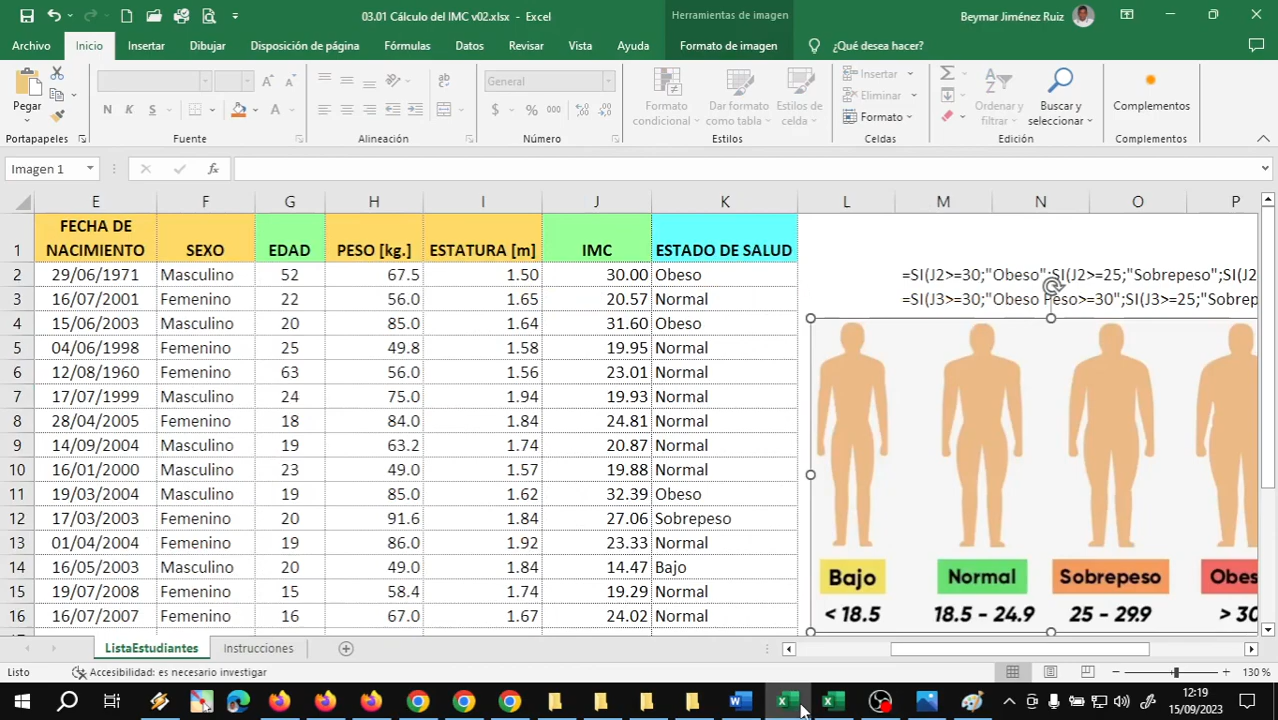 03.01 Cálculo del IMC v02.xlsx - Excel
Herramientas de imagen
Beymar Jiménez Ruiz
Archivo Inicio Insertar Dibujar Disposición de página Fórmulas Datos Revisar Vista Ayuda Formato de imagen ¿Qué desea hacer?
Pegar
N K S
ab
General
$ % 000
Formato condicional
Dar formato como tabla
Estilos de celda
Insertar
Eliminar
Formato
Ordenar y filtrar
Buscar y seleccionar
Complementos
Portapapeles Fuente Alineación Número Estilos Celdas Edición Complementos
Imagen 1 fx
E F G H I J K L M N O P
1 FECHA DE NACIMIENTO SEXO EDAD PESO [kg.] ESTATURA [m] IMC ESTADO DE SALUD
2 29/06/1971 Masculino 52 67.5 1.50 30.00 Obeso =SI(J2>=30;"Obeso";SI(J2>=25;"Sobrepeso";SI(J2
3 16/07/2001 Femenino 22 56.0 1.65 20.57 Normal =SI(J3>=30;"Obeso Peso>=30";SI(J3>=25;"Sobrep
4 15/06/2003 Femenino 20 85.0 1.64 31.60 Obeso
5 04/06/1998 Femenino 25 49.8 1.58 19.95 Normal
6 12/08/1960 Femenino 63 56.0 1.56 23.01 Normal
7 17/07/1999 Masculino 24 75.0 1.94 19.93 Normal
8 28/04/2005 Femenino 18 84.0 1.84 24.81 Normal
9 14/09/2004 Masculino 19 63.2 1.74 20.87 Normal
10 16/01/2000 Masculino 23 49.0 1.57 19.88 Normal
11 19/03/2004 Masculino 19 85.0 1.62 32.39 Obeso
12 17/03/2003 Femenino 20 91.6 1.84 27.06 Sobrepeso
13 01/04/2004 Femenino 19 86.0 1.92 23.33 Normal
14 16/05/2003 Masculino 20 49.0 1.84 14.47 Bajo
15 19/07/2008 Femenino 15 58.4 1.74 19.29 Normal
16 16/07/2007 Femenino 16 67.0 1.67 24.02 Normal
Bajo Normal Sobrepeso Obes
< 18.5 18.5 - 24.9 25 - 29.9 > 30
ListaEstudiantes Instrucciones
Listo Accesibilidad: es necesario investigar 130 %
12:19
15/09/2023